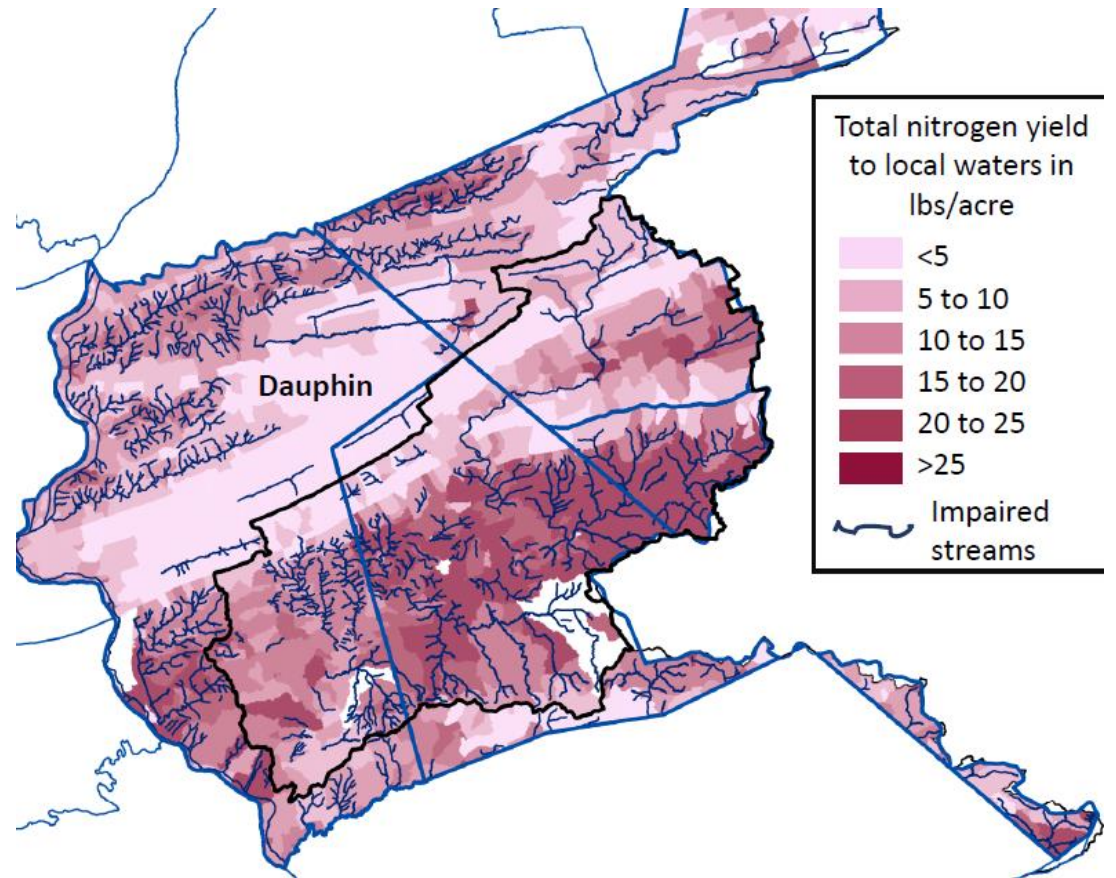 Dauphin
Total nitrogen yield
to local waters in
lbs/acre
<5
5 to 10
10 to 15
15 to 20
20 to 25
>25
Impaired
streams